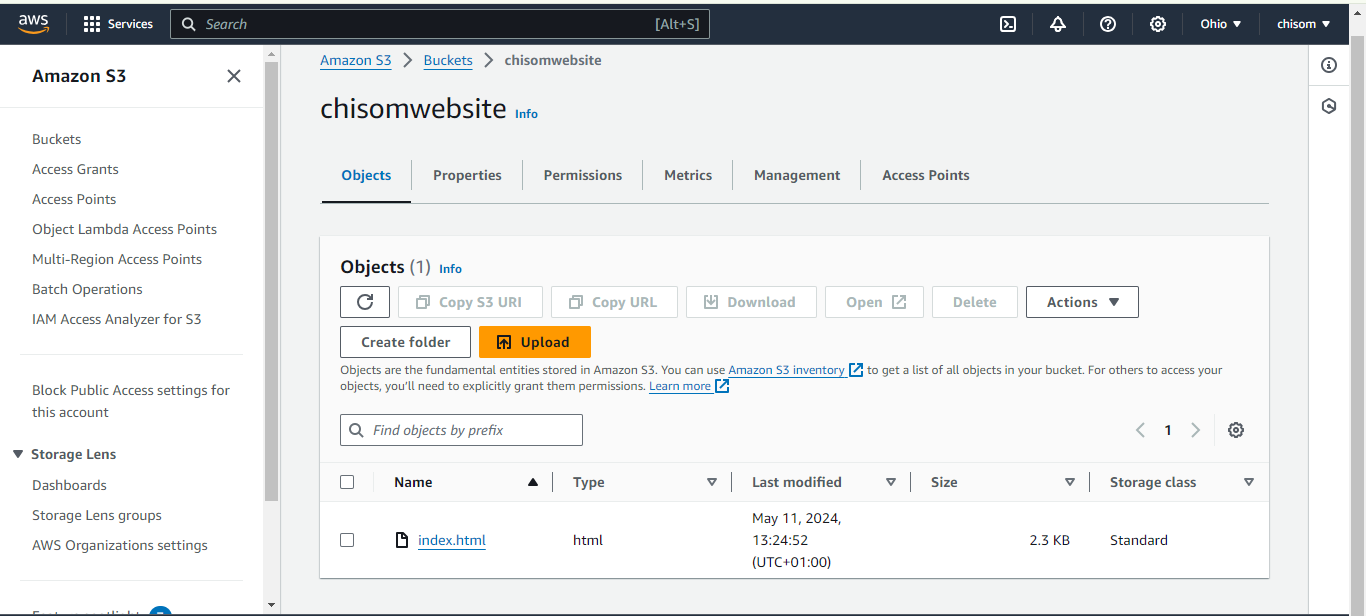 aws
Services
Search
[Alt+S]
Ohio
chisom
Amazon S3
Buckets
Access Grants
Access Points
Object Lambda Access Points
Multi-Region Access Points
Batch Operations
IAM Access Analyzer for S3
Block Public Access settings for
this account
Storage Lens
Dashboards
Storage Lens groups
AWS Organizations settings
Amazon S3 > Buckets > chisomwebsite
chisomwebsite Info
Objects
Properties
Permissions
Metrics
Management
Access Points
Objects (1) Info
Copy S3 URI
Copy URL
Download
Open
Delete
Actions
Create folder
Upload
Objects are the fundamental entities stored in Amazon S3. You can use Amazon S3 inventory to get a list of all objects in your bucket. For others to access your
objects, you'll need to explicitly grant them permissions. Learn more
Find objects by prefix
1
Name
Type
Last modified
Size
Storage class
index.html
html
May 11, 2024,
13:24:52
(UTC+01:00)
2.3 KB
Standard